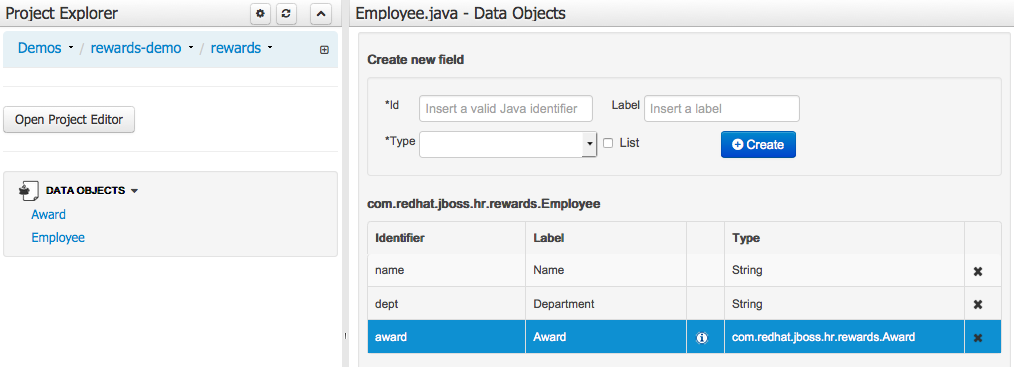 Project Explorer
Demos / rewards-demo / rewards
Open Project Editor
DATA OBJECTS
Award
Employee
Employee.java - Data Objects
Create new field
*Id Insert a valid Java identifier Label Insert a label
*Type List Create
com.redhat.jboss.hr.rewards.Employee
Identifier Label Type
name Name String
dept Department String
award Award com.redhat.jboss.hr.rewards.Award